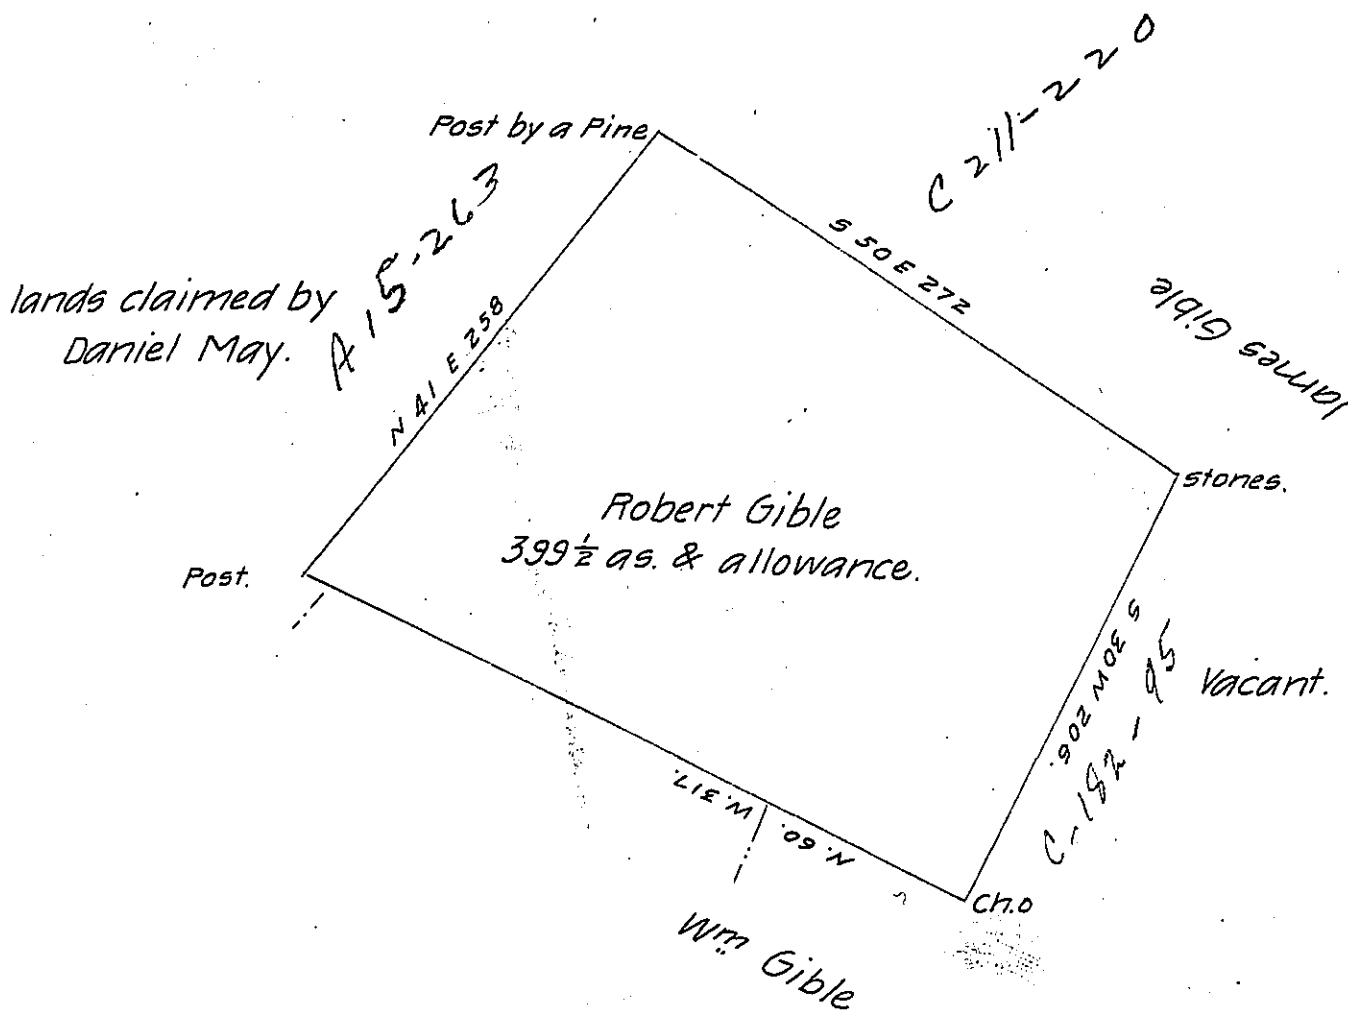 C 211-220
Post by a Pine
A 15-263
S 50 E 272
lands claimed by
Daniel May.
James Gible
N 41 E 258
stones.
Robert Gible
399½ as. & allowance.
Post.
S 30 W 206.
C-182-95
Vacant.
N. 60. W. 317.
Ch.o
Wm Gible